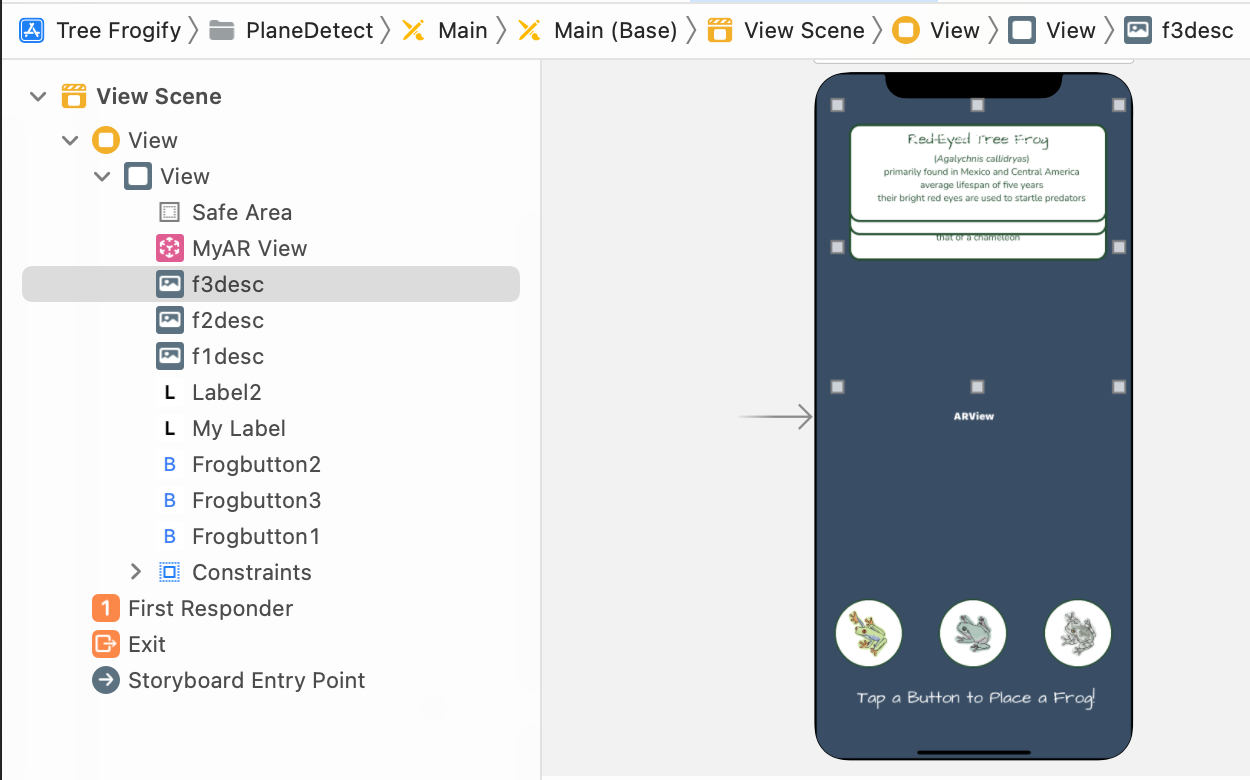 Tree Frogify PlaneDetect Main Main (Base) View Scene View View f3desc
View Scene
View
View
Safe Area
MyAR View
f3desc
f2desc
f1desc
L Label2
L My Label
B Frogbutton2
B Frogbutton3
B Frogbutton1
Constraints
1 First Responder
Exit
Storyboard Entry Point
Red-Eyed Tree Frog
(Agalychnis callidryas)
primarily found in Mexico and Central America
average lifespan of five years
their bright red eyes are used to startle predators
that of a chameleon
ARView
Tap a Button to Place a Frog!